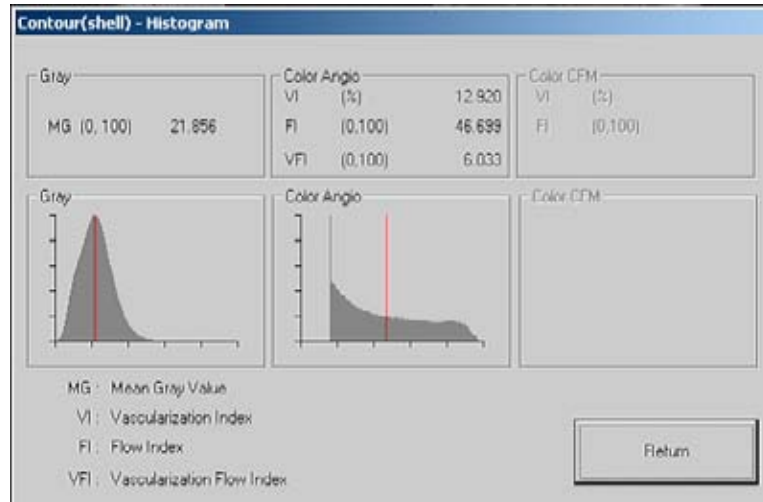 Contour(shell) - Histogram
Gray
MG (0, 100) 21.856
Color Angio
VI (%) 12.920
FI (0,100) 46.699
VFI (0,100) 6.033
Color CFM
VI (%)
FI (0,100)
Gray
Color Angio
Color CFM
MG : Mean Gray Value
VI : Vascularization Index
FI : Flow Index
VFI : Vascularization Flow Index
Return